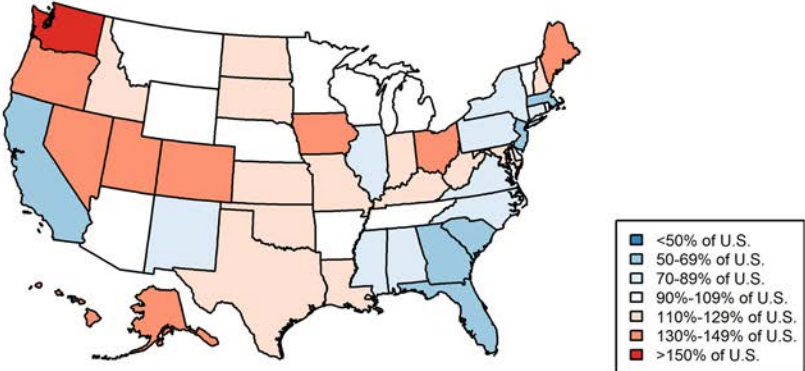 <50% of U.S.
50-69% of U.S.
70-89% of U.S.
90%-109% of U.S.
110%-129% of U.S.
130%-149% of U.S.
>150% of U.S.